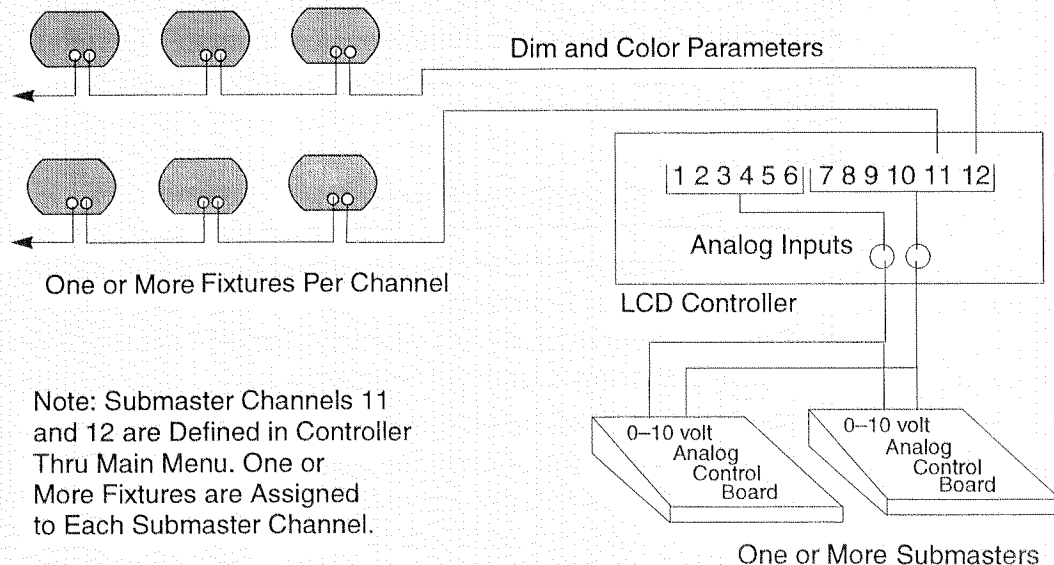 Dim and Color Parameters
1 2 3 4 5 6 7 8 9 10 11 12
Analog Inputs
LCD Controller
One or More Fixtures Per Channel
Note: Submaster Channels 11
and 12 are Defined in Controller
Thru Main Menu. One or
More Fixtures are Assigned
to Each Submaster Channel.
0–10 volt
Analog
Control
Board
0–10 volt
Analog
Control
Board
One or More Submasters